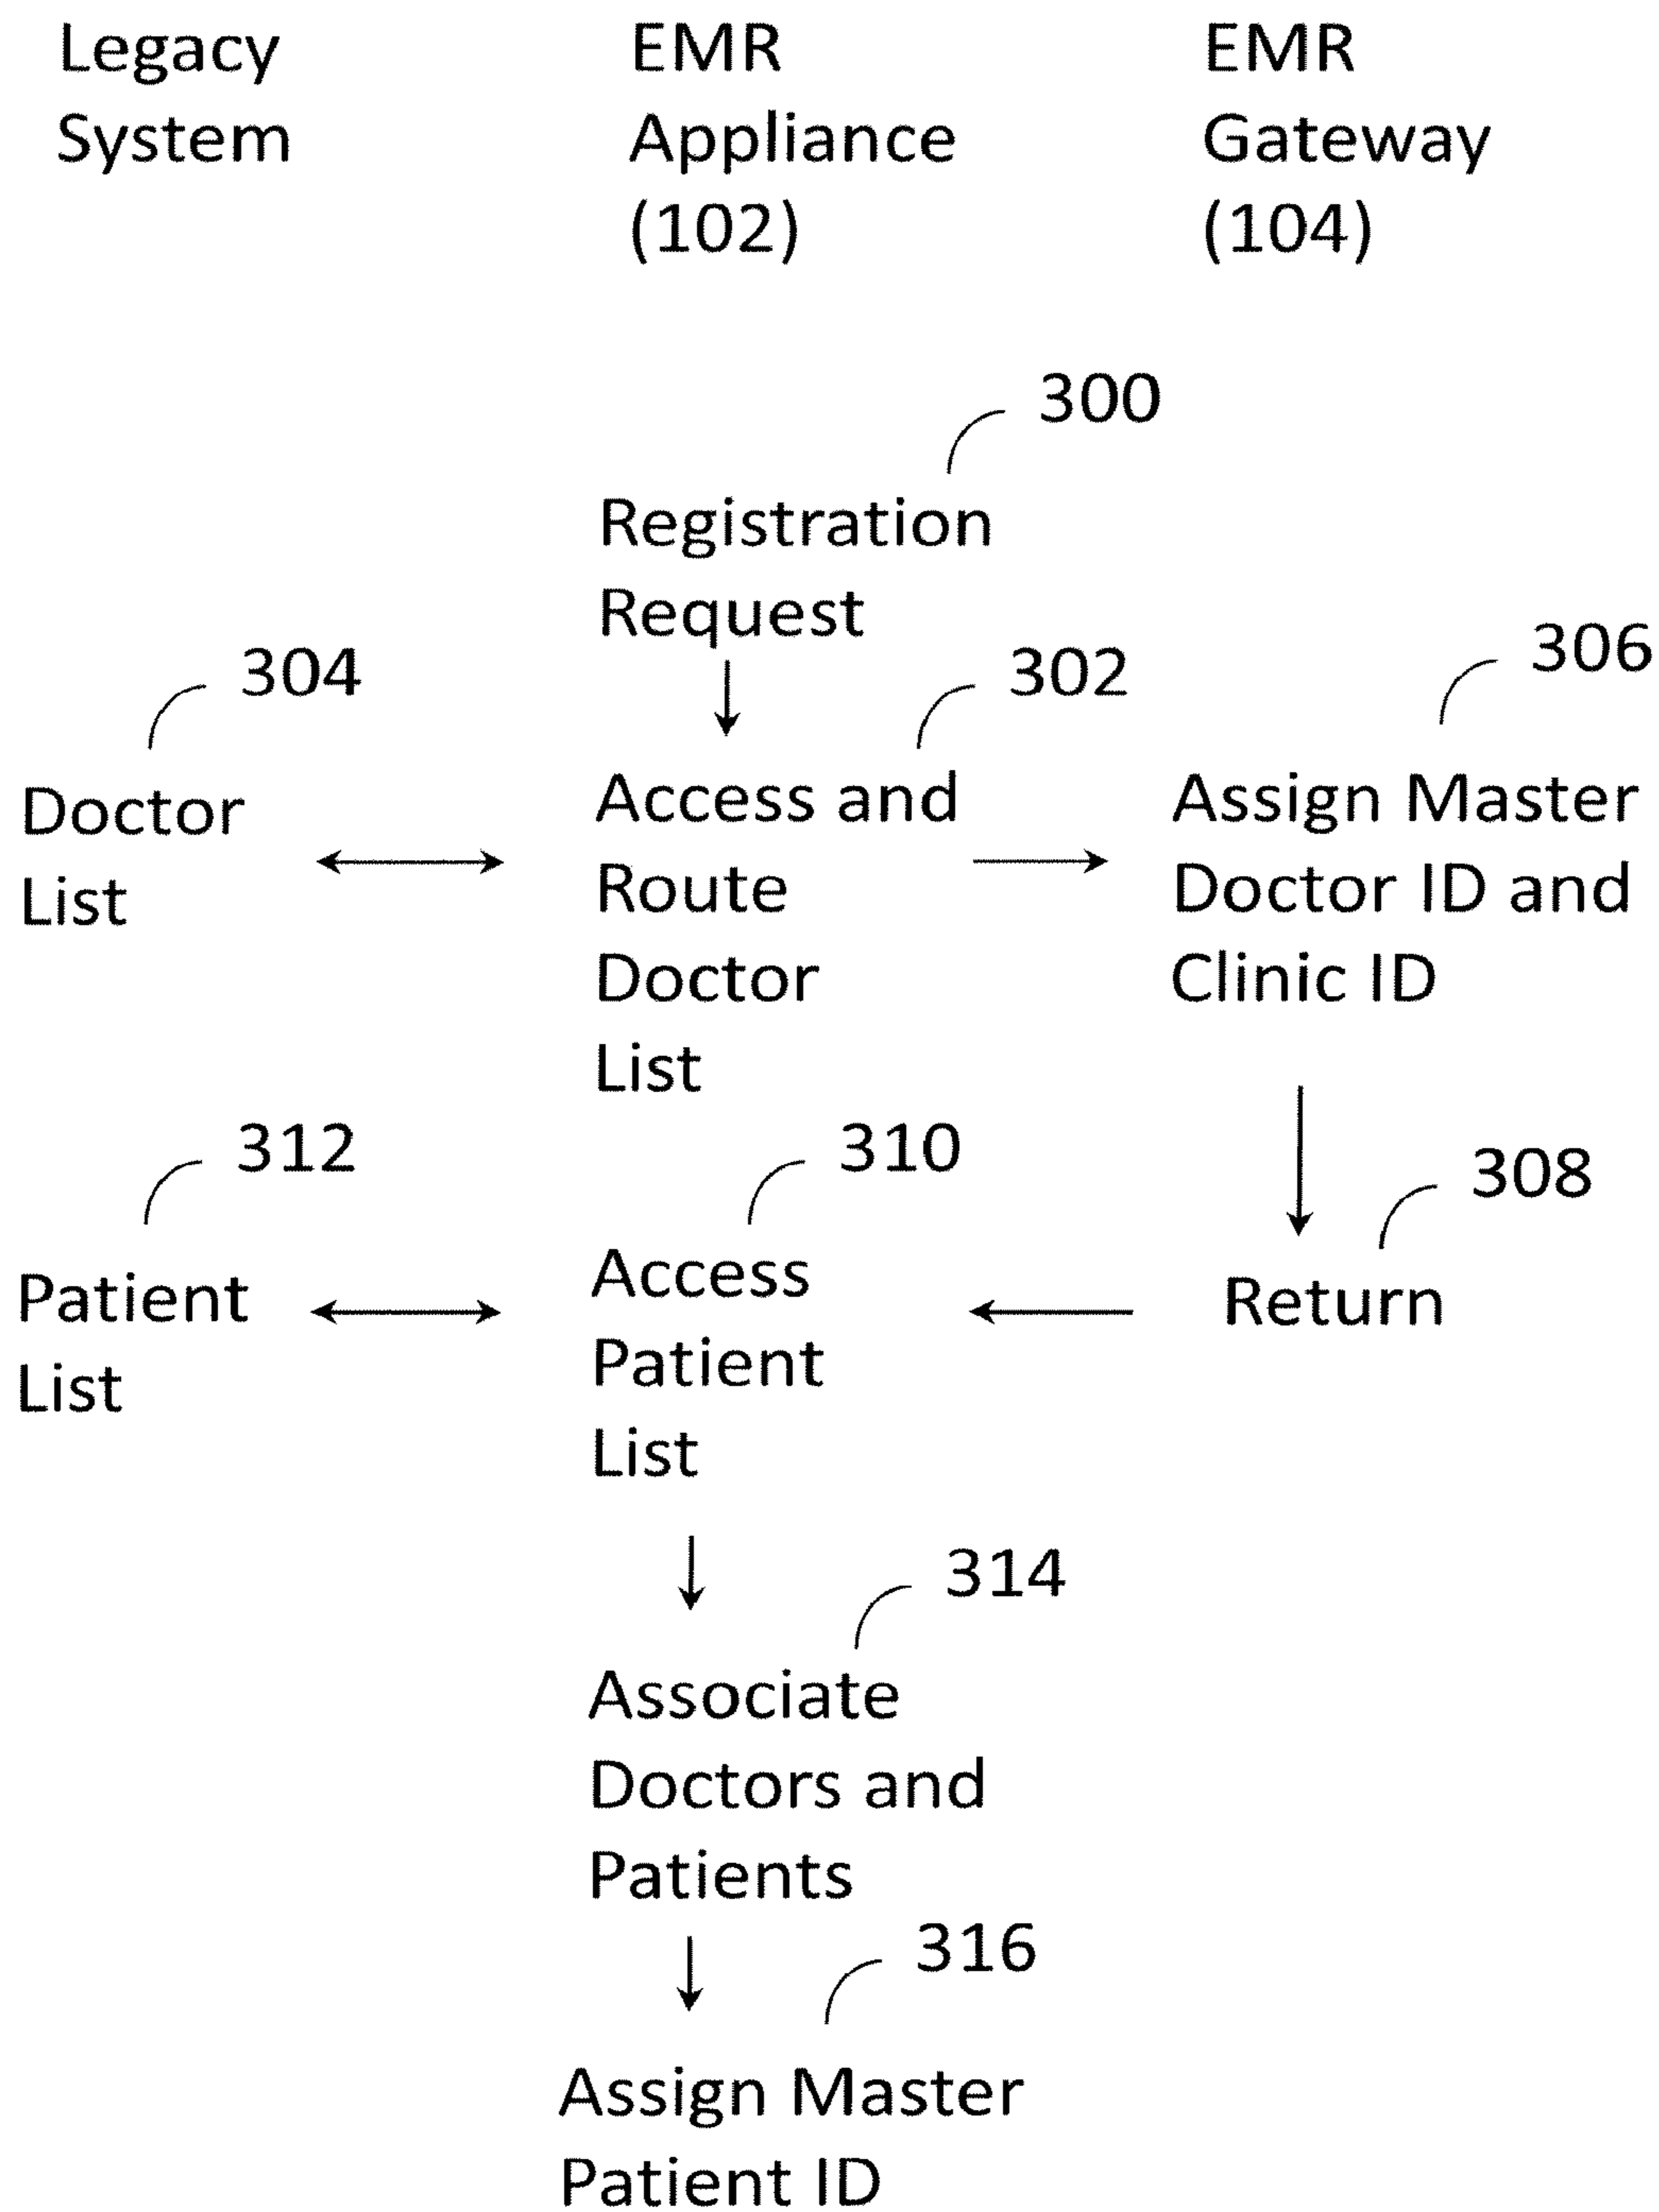 Legacy
System
EMR
Appliance
(102)
EMR
Gateway
(104)
300
Registration
Request
304
302
306
Doctor
List
Access and
Route
Doctor
List
Assign Master
Doctor ID and
Clinic ID
312
310
308
Patient
List
Access
Patient
List
Return
314
Associate
Doctors and
Patients
316
Assign Master
Patient ID